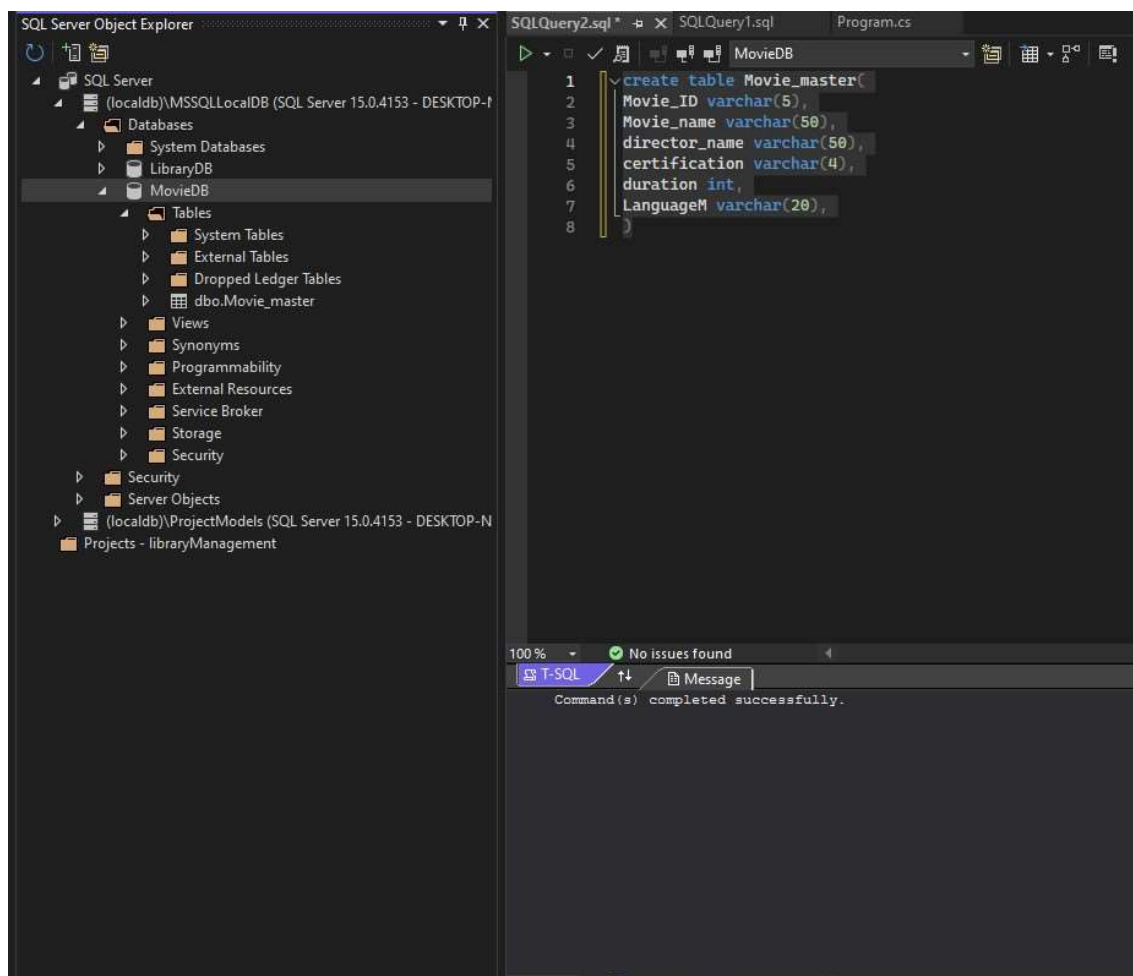 SQL Server Object Explorer
SQL Server
(localdb)\MSSQLLocalDB (SQL Server 15.0.4153 - DESKTOP-
Databases
System Databases
LibraryDB
MovieDB
Tables
System Tables
External Tables
Dropped Ledger Tables
dbo.Movie_master
Views
Synonyms
Programmability
External Resources
Service Broker
Storage
Security
Security
Server Objects
(localdb)\ProjectModels (SQL Server 15.0.4153 - DESKTOP-N
Projects - libraryManagement
SQLQuery2.sql* SQLQuery1.sql Program.cs
MovieDB
1 create table Movie_master(
2 Movie_ID varchar(5),
3 Movie_name varchar(50),
4 director_name varchar(50),
5 certification varchar(4),
6 duration int,
7 LanguageM varchar(20),
8 )
100 % No issues found
T-SQL Message
Command(s) completed successfully.